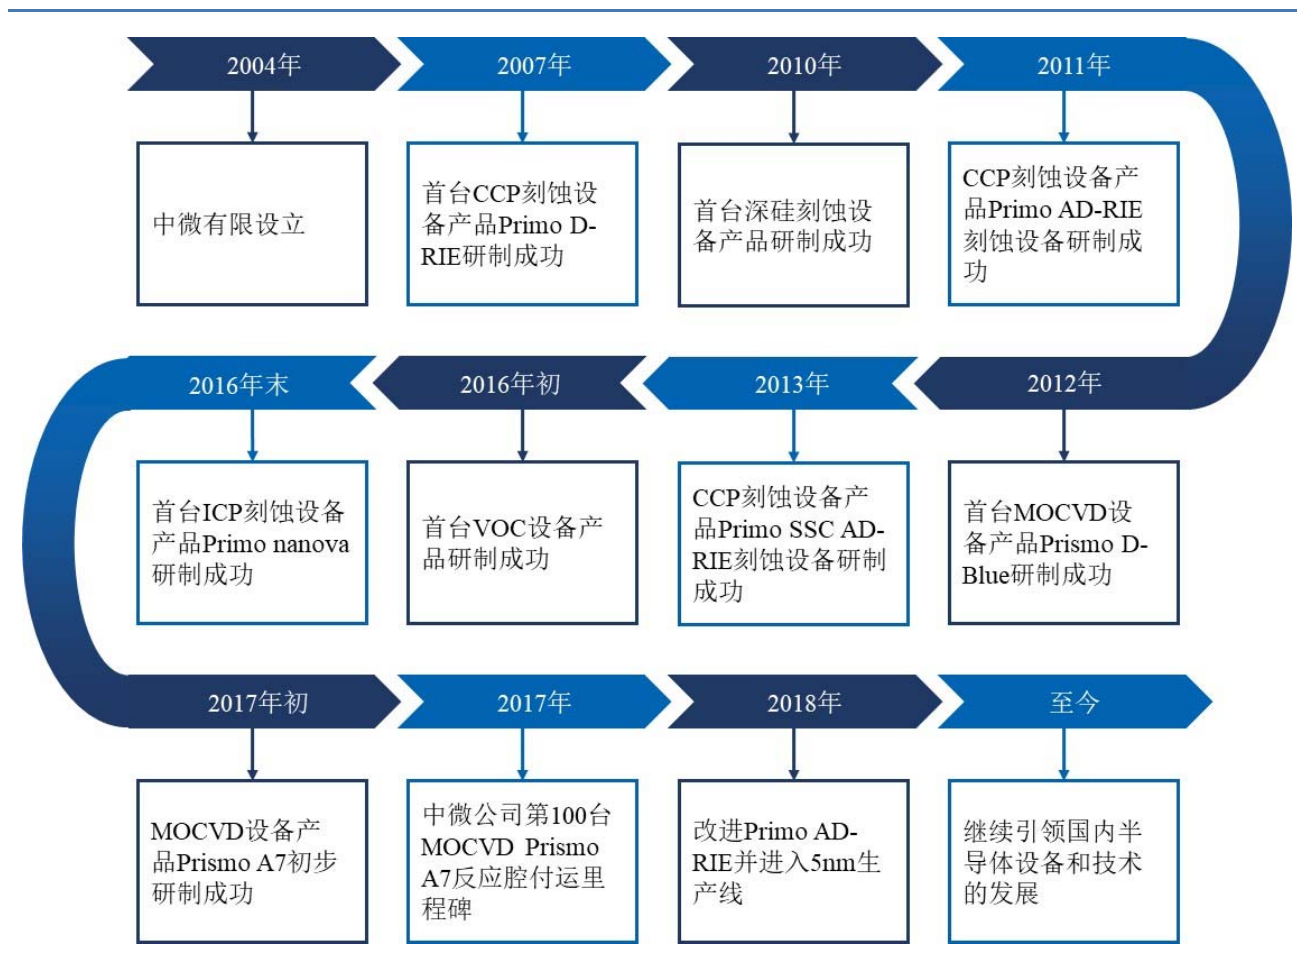 2004年
2007年
2010年
2011年
中微有限设立
首台CCP刻蚀设
备产品Primo D-
RIE研制成功
首台深硅刻蚀设
备产品研制成功
CCP刻蚀设备产
品Primo AD-RIE
刻蚀设备研制成
功
2012年
2013年
2016年初
2016年末
首台MOCVD设
备产品Prismo D-
Blue研制成功
CCP刻蚀设备产
品Primo SSC AD-
RIE刻蚀设备研制
成功
首台VOC设备产
品研制成功
首台ICP刻蚀设备
产品Primo nanova
研制成功
2017年初
2017年
2018年
至今
MOCVD设备产
品Prismo A7初步
研制成功
中微公司第100台
MOCVD Prismo
A7反应腔付运里
程碑
改进Primo AD-
RIE并进入5nm生
产线
继续引领国内半
导体设备和技术
的发展